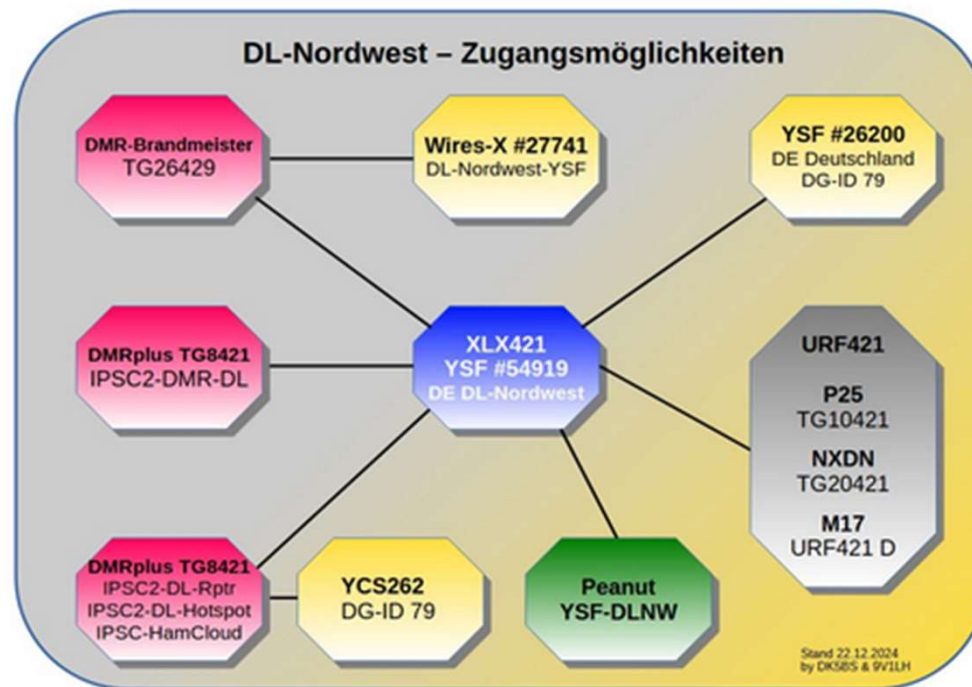 DL-Nordwest – Zugangsmöglichkeiten
DMR-Brandmeister
TG26429
Wires-X #27741
DL-Nordwest-YSF
YSF #26200
DE Deutschland
DG-ID 79
DMRplus TG8421
IPSC2-DMR-DL
XLX421
YSF #54919
DE DL-Nordwest
URF421
P25
TG10421
NXDN
TG20421
M17
URF421 D
DMRplus TG8421
IPSC2-DL-Rptr
IPSC2-DL-Hotspot
IPSC-HamCloud
YCS262
DG-ID 79
Peanut
YSF-DLNW
Stand 22.12.2024
by DK5BS & 9V1LH